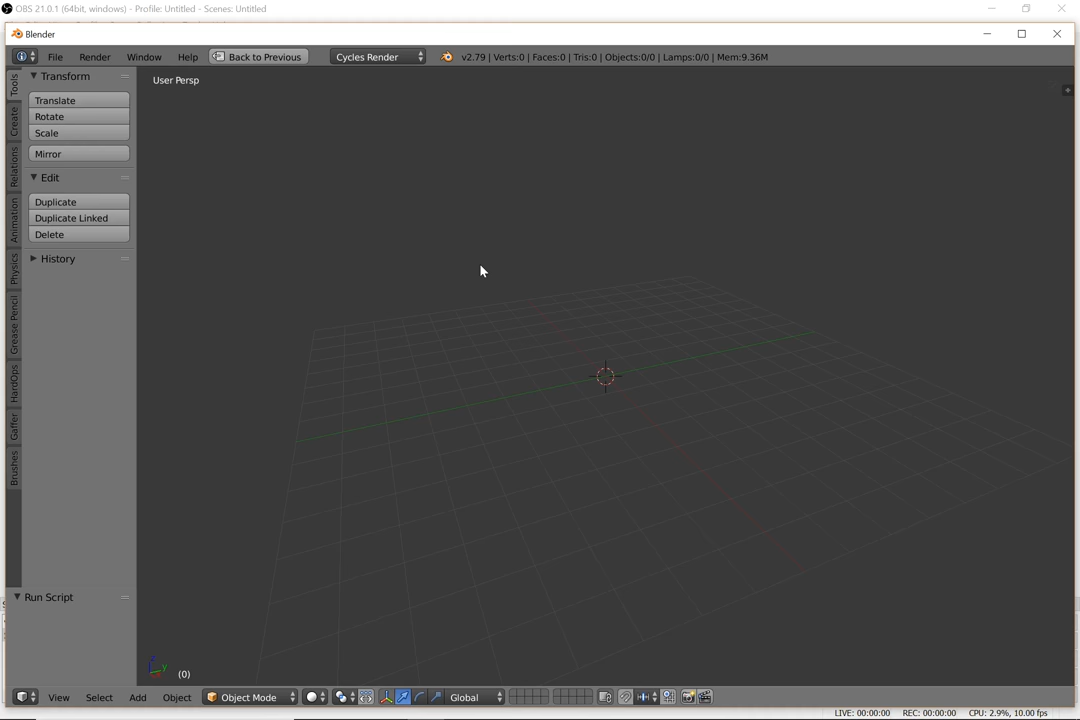 OBS 21.0.1 (64bit, windows) - Profile: Untitled - Scenes: Untitled
Blender
File Render Window Help Back to Previous Cycles Render v2.79 | Verts:0 | Faces:0 | Tris:0 | Objects:0/0 | Lamps:0/0 | Mem:9.36M
Tools
Create
Relations
Animation
Physics
Grease Pencil
HardOps
Gaffer
Brushes
Transform
Translate
Rotate
Scale
Mirror
Edit
Duplicate
Duplicate Linked
Delete
History
Run Script
User Persp
z
y
(0)
View Select Add Object Object Mode Global
LIVE: 00:00:00 REC: 00:00:00 CPU: 2.9%, 10.00 fps